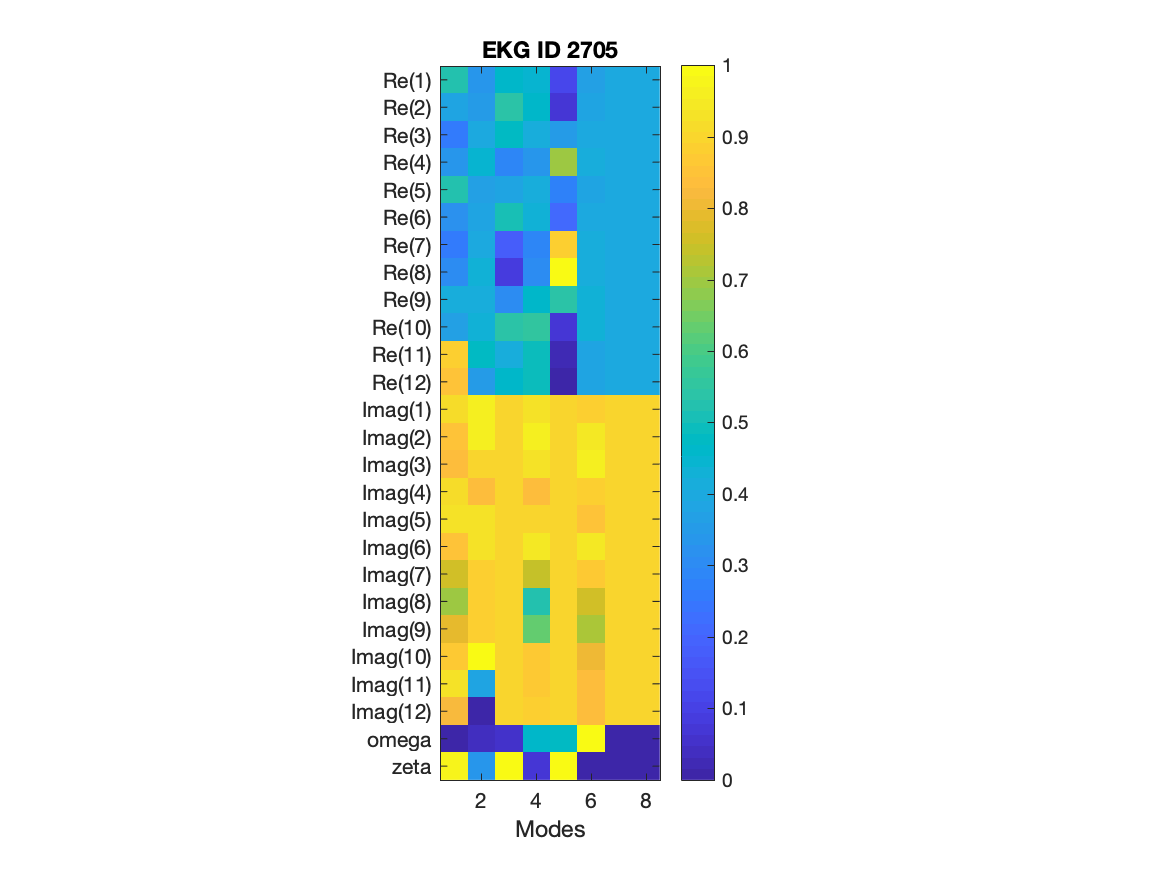 EKG ID 2705
Re(1)
Re(2)
Re(3)
Re(4)
Re(5)
Re(6)
Re(7)
Re(8)
Re(9)
Re(10)
Re(11)
Re(12)
Imag(1)
Imag(2)
Imag(3)
Imag(4)
Imag(5)
Imag(6)
Imag(7)
Imag(8)
Imag(9)
Imag(10)
Imag(11)
Imag(12)
omega
zeta
2 4 6 8
Modes
1
0.9
0.8
0.7
0.6
0.5
0.4
0.3
0.2
0.1
0